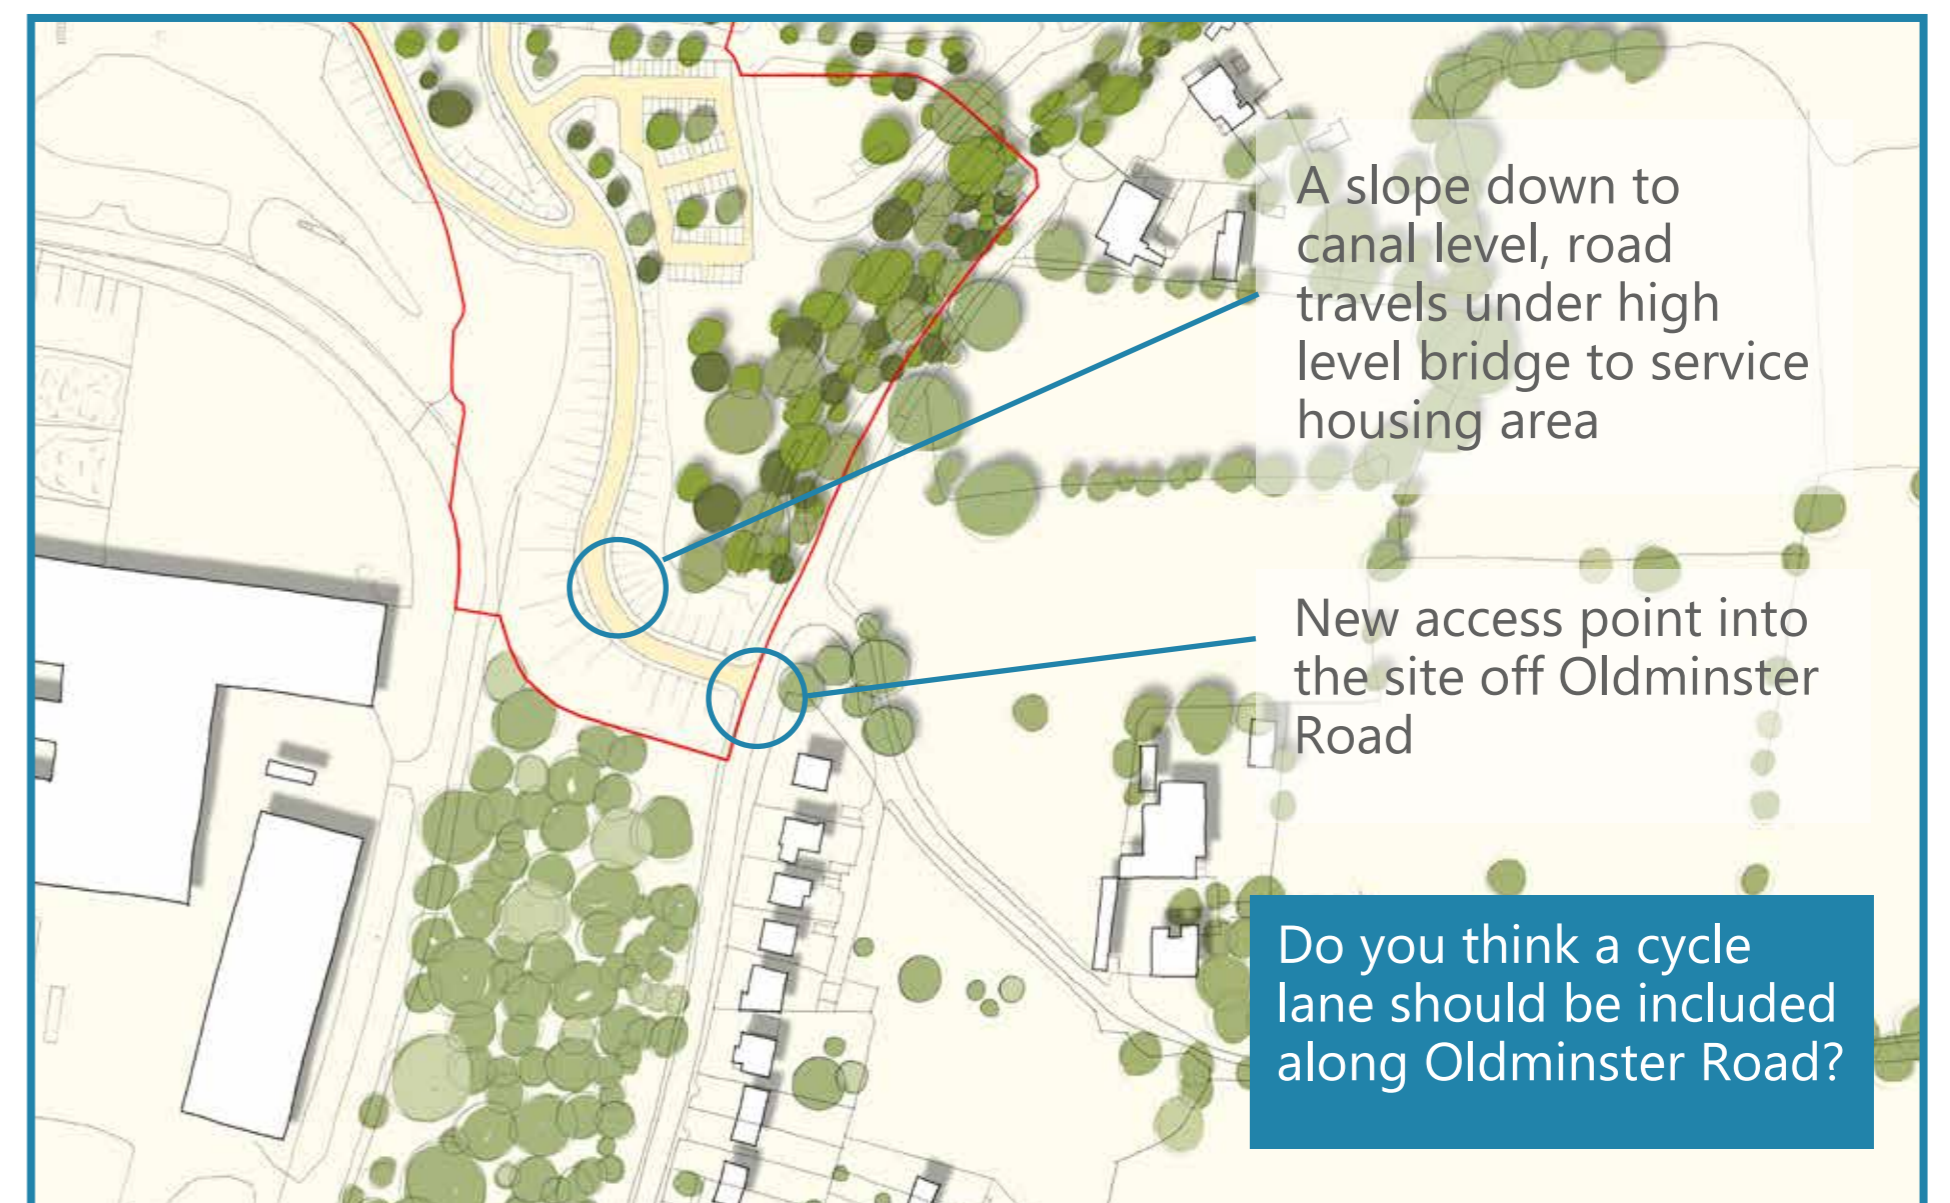 A slope down to
canal level, road
travels under high
level bridge to service
housing area
New access point into
the site off Oldminster
Road
Do you think a cycle
lane should be included
along Oldminster Road?